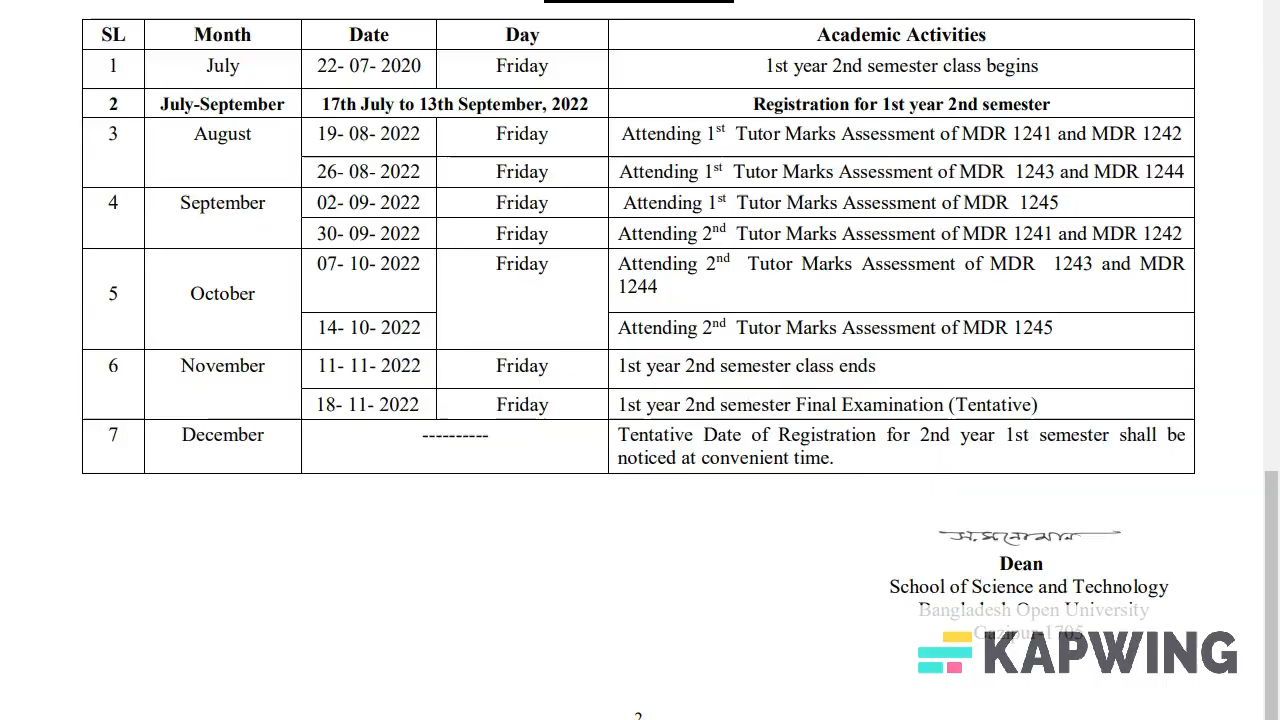 SL Month Date Day Academic Activities
1 July 22- 07- 2020 Friday 1st year 2nd semester class begins
2 July-September 17th July to 13th September, 2022 Registration for 1st year 2nd semester
3 August 19- 08- 2022 Friday Attending 1st Tutor Marks Assessment of MDR 1241 and MDR 1242
26- 08- 2022 Friday Attending 1st Tutor Marks Assessment of MDR 1243 and MDR 1244
4 September 02- 09- 2022 Friday Attending 1st Tutor Marks Assessment of MDR 1245
30- 09- 2022 Friday Attending 2nd Tutor Marks Assessment of MDR 1241 and MDR 1242
5 October 07- 10- 2022 Friday Attending 2nd Tutor Marks Assessment of MDR 1243 and MDR
1244
14- 10- 2022 Attending 2nd Tutor Marks Assessment of MDR 1245
6 November 11- 11- 2022 Friday 1st year 2nd semester class ends
18- 11- 2022 Friday 1st year 2nd semester Final Examination (Tentative)
7 December ---------- Tentative Date of Registration for 2nd year 1st semester shall be
noticed at convenient time.
Dean
School of Science and Technology
Bangladesh Open University
Gazipur-1705
KAPWING
2